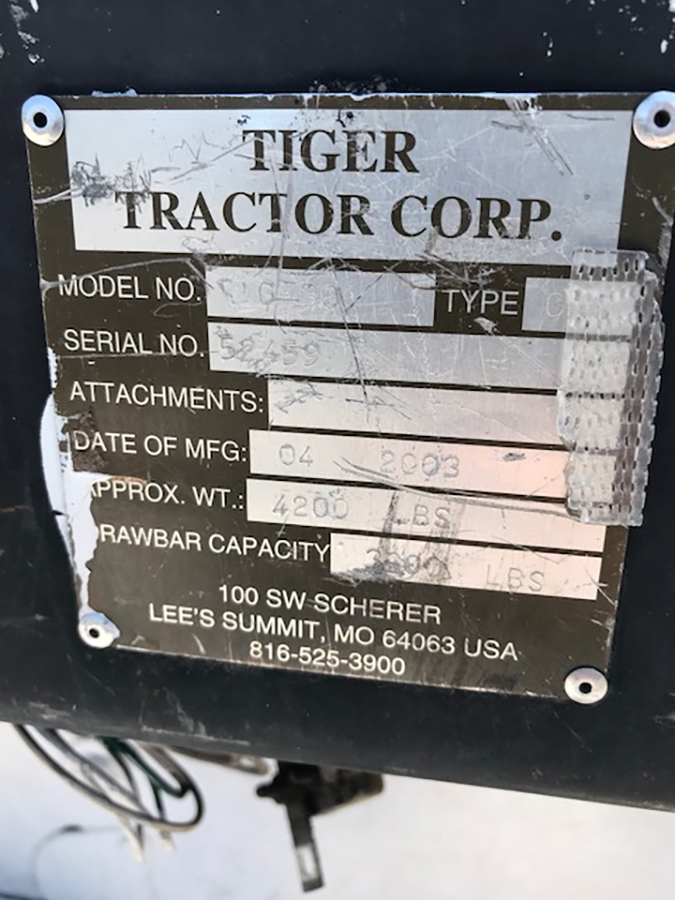 TIGER
TRACTOR CORP.
MODEL NO. TYPE
SERIAL NO. 52459
ATTACHMENTS:
DATE OF MFG: 04 2003
APPROX. WT.: 4200 LBS
RAWBAR CAPACITY LBS
100 SW SCHERER
LEE'S SUMMIT, MO 64063 USA
816-525-3900